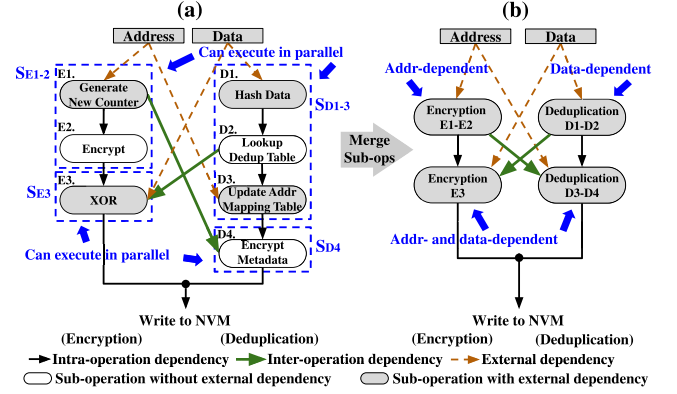 (a)
Address Data
Can execute in parallel
SE1-2
E1.
Generate
New Counter
E2.
Encrypt
SE3
E3.
XOR
Can execute in parallel
D1.
Hash Data
SD1-3
D2.
Lookup
Dedup Table
D3.
Update Addr
Mapping Table
D4.
Encrypt
Metadata
SD4
Write to NVM
(Encryption) (Deduplication)
Merge
Sub-ops
(b)
Address Data
Addr-dependent Data-dependent
Encryption
E1-E2
Deduplication
D1-D2
Encryption
E3
Deduplication
D3-D4
Addr- and data-dependent
Write to NVM
(Encryption) (Deduplication)
Intra-operation dependency Inter-operation dependency External dependency
Sub-operation without external dependency Sub-operation with external dependency